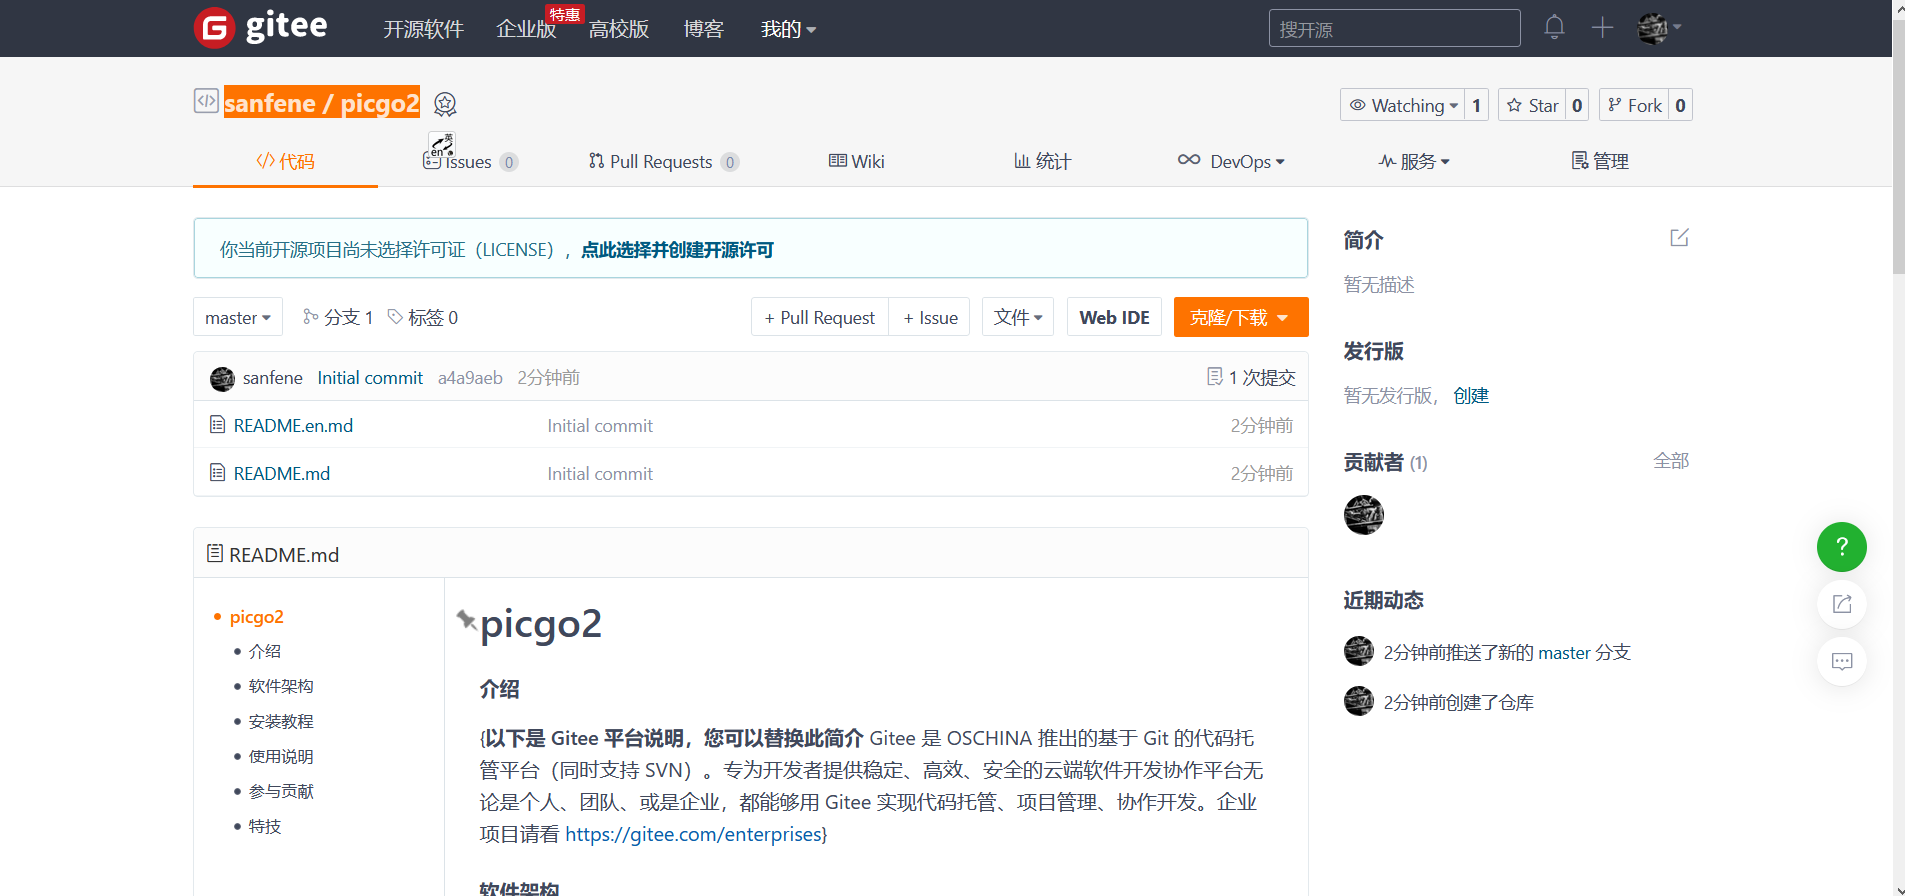 gitee 开源软件 企业版 特惠 高校版 博客 我的 搜开源
sanfene / picgo2 Watching 1 Star 0 Fork 0
英
en
代码 Issues 0 Pull Requests 0 Wiki 统计 DevOps 服务 管理
你当前开源项目尚未选择许可证（LICENSE），点此选择并创建开源许可
master 分支 1 标签 0 + Pull Request + Issue 文件 Web IDE 克隆/下载
sanfene Initial commit a4a9aeb 2分钟前 1 次提交
README.en.md Initial commit 2分钟前
README.md Initial commit 2分钟前
README.md
picgo2
介绍
软件架构
安装教程
使用说明
参与贡献
特技
picgo2
介绍
{以下是 Gitee 平台说明，您可以替换此简介 Gitee 是 OSCHINA 推出的基于 Git 的代码托
管平台（同时支持 SVN）。专为开发者提供稳定、高效、安全的云端软件开发协作平台无
论是个人、团队、或是企业，都能够用 Gitee 实现代码托管、项目管理、协作开发。企业
项目请看 https://gitee.com/enterprises}
软件架构
简介
暂无描述
发行版
暂无发行版， 创建
贡献者 (1) 全部
近期动态
2分钟前推送了新的 master 分支
2分钟前创建了仓库
?